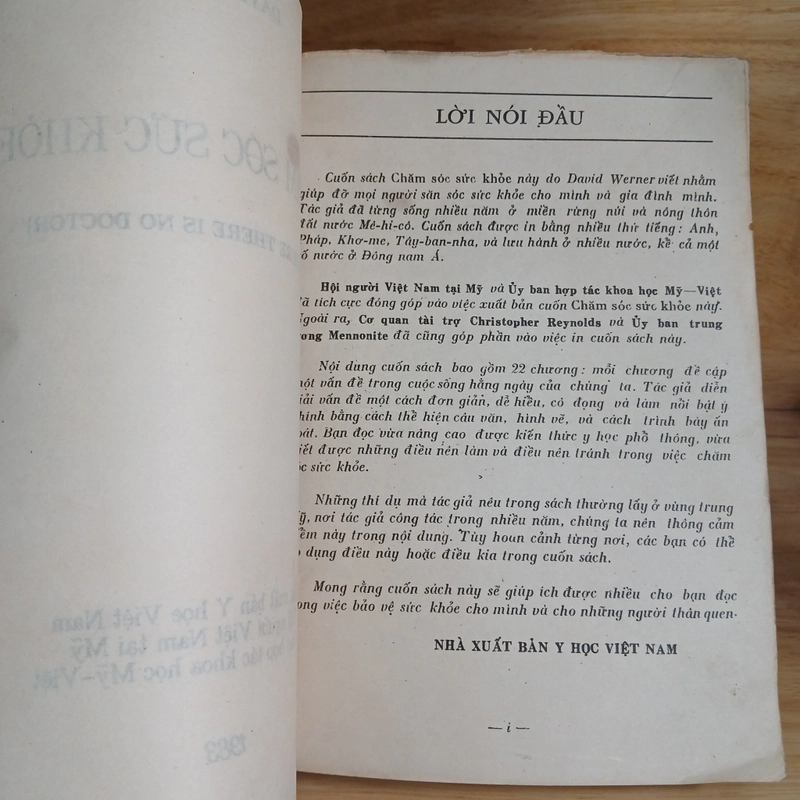 LỜI NÓI ĐẦU
Cuốn sách Chăm sóc sức khỏe này do David Werner viết nhằm
giúp đỡ mọi người săn sóc sức khỏe cho mình và gia đình mình.
Tác giả đã từng sống nhiều năm ở miền rừng núi và nông thôn
đất nước Mê-hi-cô. Cuốn sách được in bằng nhiều thứ tiếng : Anh,
Pháp, Khơ-me, Tây-ban-nha, và lưu hành ở nhiều nước, kể cả một
ố nước ở Đông nam Á.
Hội người Việt Nam tại Mỹ và Ủy ban hợp tác khoa học Mỹ—Việt
đã tích cực đóng góp vào việc xuất bản cuốn Chăm sóc sức khỏe này.
Ngoài ra, Cơ quan tài trợ Christopher Reynolds và Ủy ban trung
ương Mennonite đã cũng góp phần vào việc in cuốn sách này.
Nội dung cuốn sách bao gồm 22 chương : mỗi chương đề cập
một vấn đề trong cuộc sống hằng ngày của chúng ta. Tác giả diễn
iải vấn đề một cách đơn giản, dễ hiểu, cô đọng và làm nổi bật ý
hính bằng cách thể hiện câu văn, hình vẽ, và cách trình bày ấn
oát. Bạn đọc vừa nâng cao được kiến thức y học phổ thông, vừa
iết được những điều nên làm và điều nên tránh trong việc chăm
óc sức khỏe.
Những thí dụ mà tác giả nêu trong sách thường lấy ở vùng trung
ỹ, nơi tác giả công tác trong nhiều năm, chúng ta nên thông cảm
iểm này trong nội dung. Tùy hoàn cảnh từng nơi, các bạn có thể
p dụng điều này hoặc điều kia trong cuốn sách.
Mong rằng cuốn sách này sẽ giúp ích được nhiều cho bạn đọc
ong việc bảo vệ sức khỏe cho mình và cho những người thân quen.
NHÀ XUẤT BẢN Y HỌC VIỆT NAM
— i —